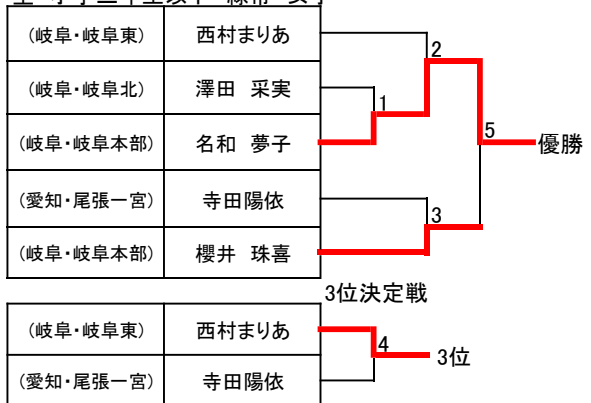 (岐阜・岐阜東) 西村まりあ
2
(岐阜・岐阜北) 澤田 采実
1
(岐阜・岐阜本部) 名和 夢子
5
優勝
(愛知・尾張一宮) 寺田陽依
3
(岐阜・岐阜本部) 櫻井 珠喜
3位決定戦
(岐阜・岐阜東) 西村まりあ
4
3位
(愛知・尾張一宮) 寺田陽依